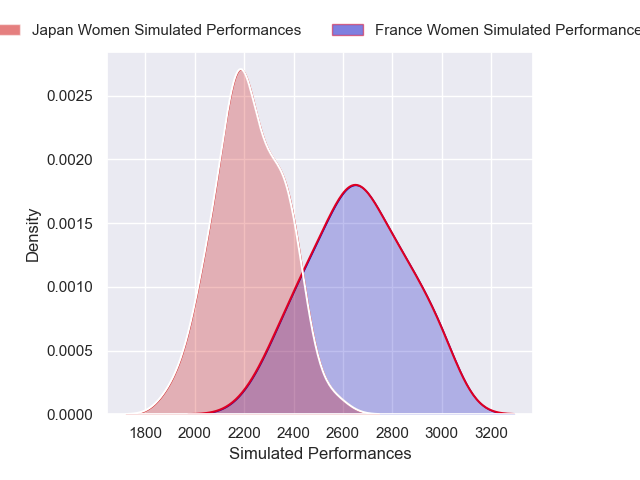 Japan Women Simulated Performances
France Women Simulated Performance
0.0025
0.0020
0.0015
0.0010
0.0005
0.0000
Density
1800 2000 2200 2400 2600 2800 3000 3200
Simulated Performances